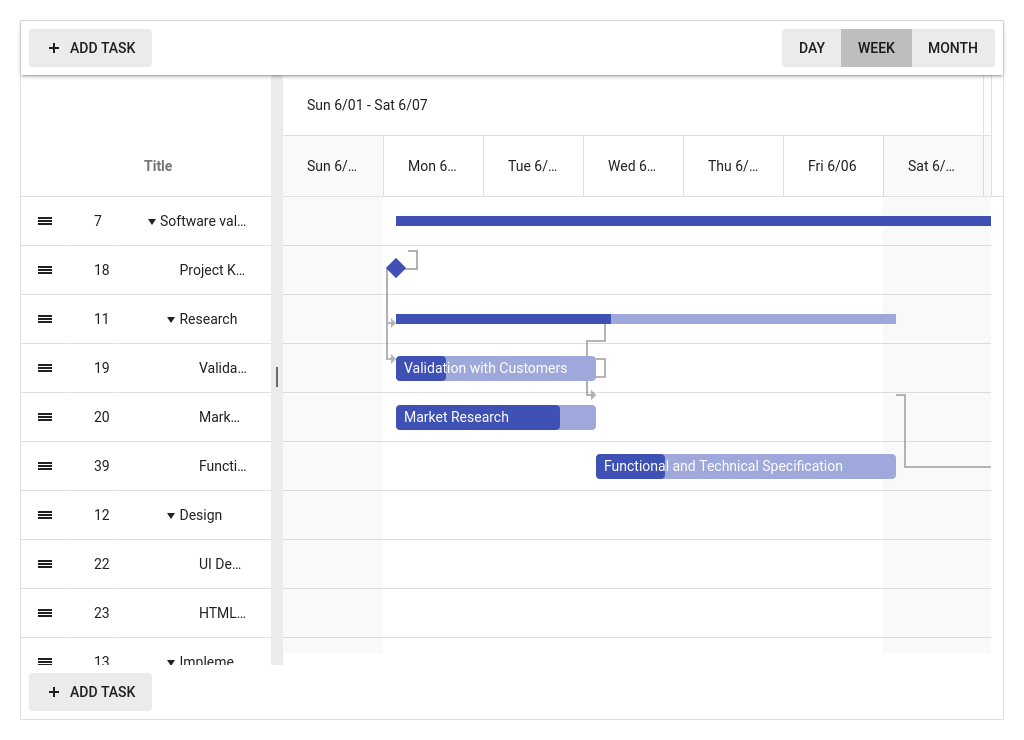 ADD TASK
DAY WEEK MONTH
Sun 6/01 - Sat 6/07
Title
Sun 6/... Mon 6... Tue 6/... Wed 6... Thu 6/... Fri 6/06 Sat 6/...
7 Software val...
18 Project K...
11 Research
19 Valida... Validation with Customers
20 Mark... Market Research
39 Functi... Functional and Technical Specification
12 Design
22 UI De...
23 HTML...
13 Impleme
ADD TASK